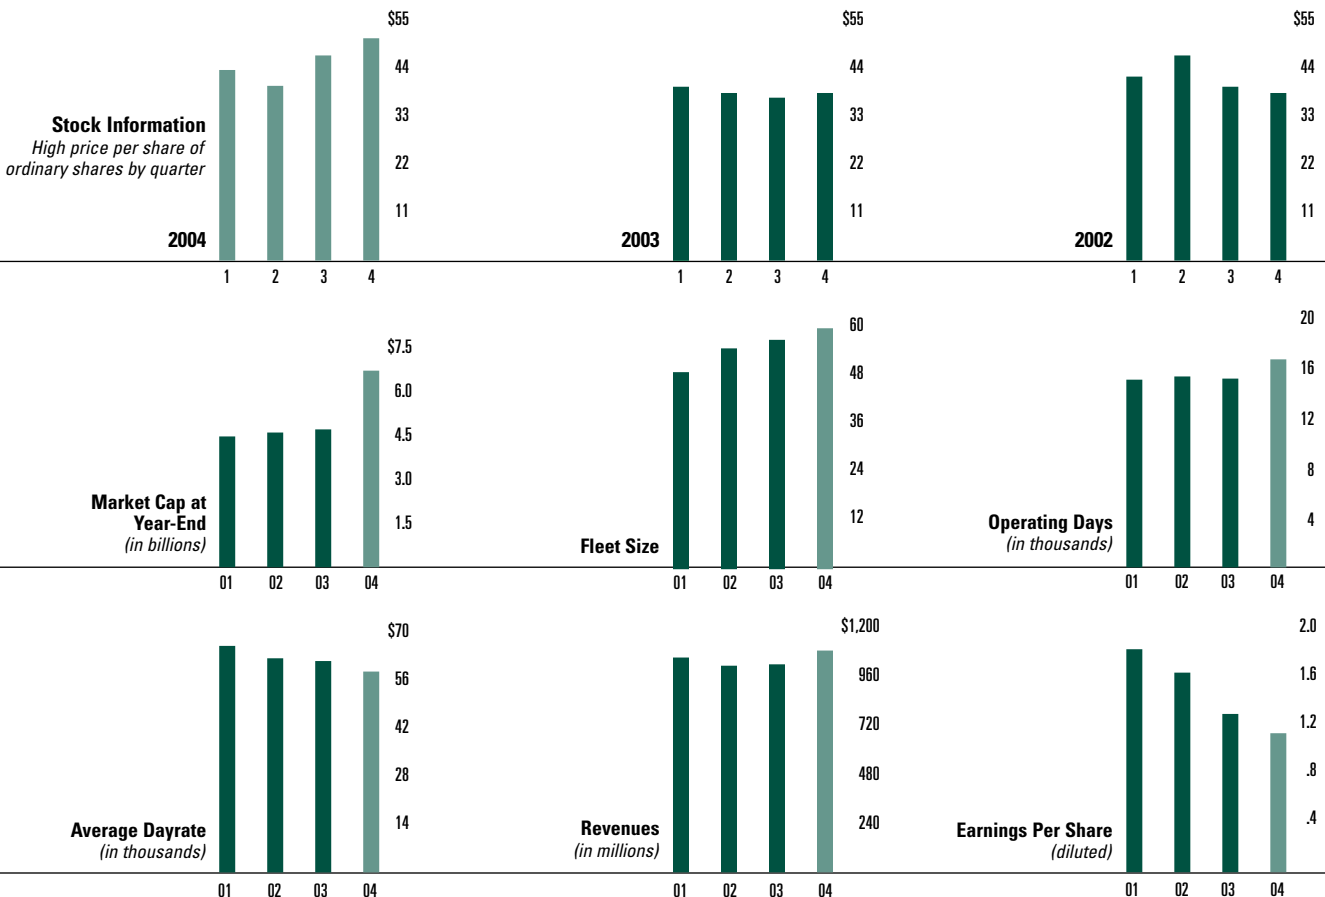 $55
44
33
22
11
Stock Information
High price per share of
ordinary shares by quarter
2004
1 2 3 4
$55
44
33
22
11
2003
1 2 3 4
$55
44
33
22
11
2002
1 2 3 4
$7.5
6.0
4.5
3.0
1.5
Market Cap at
Year-End
(in billions)
01 02 03 04
60
48
36
24
12
Fleet Size
01 02 03 04
20
16
12
8
4
Operating Days
(in thousands)
01 02 03 04
$70
56
42
28
14
Average Dayrate
(in thousands)
01 02 03 04
$1,200
960
720
480
240
Revenues
(in millions)
01 02 03 04
2.0
1.6
1.2
.8
.4
Earnings Per Share
(diluted)
01 02 03 04